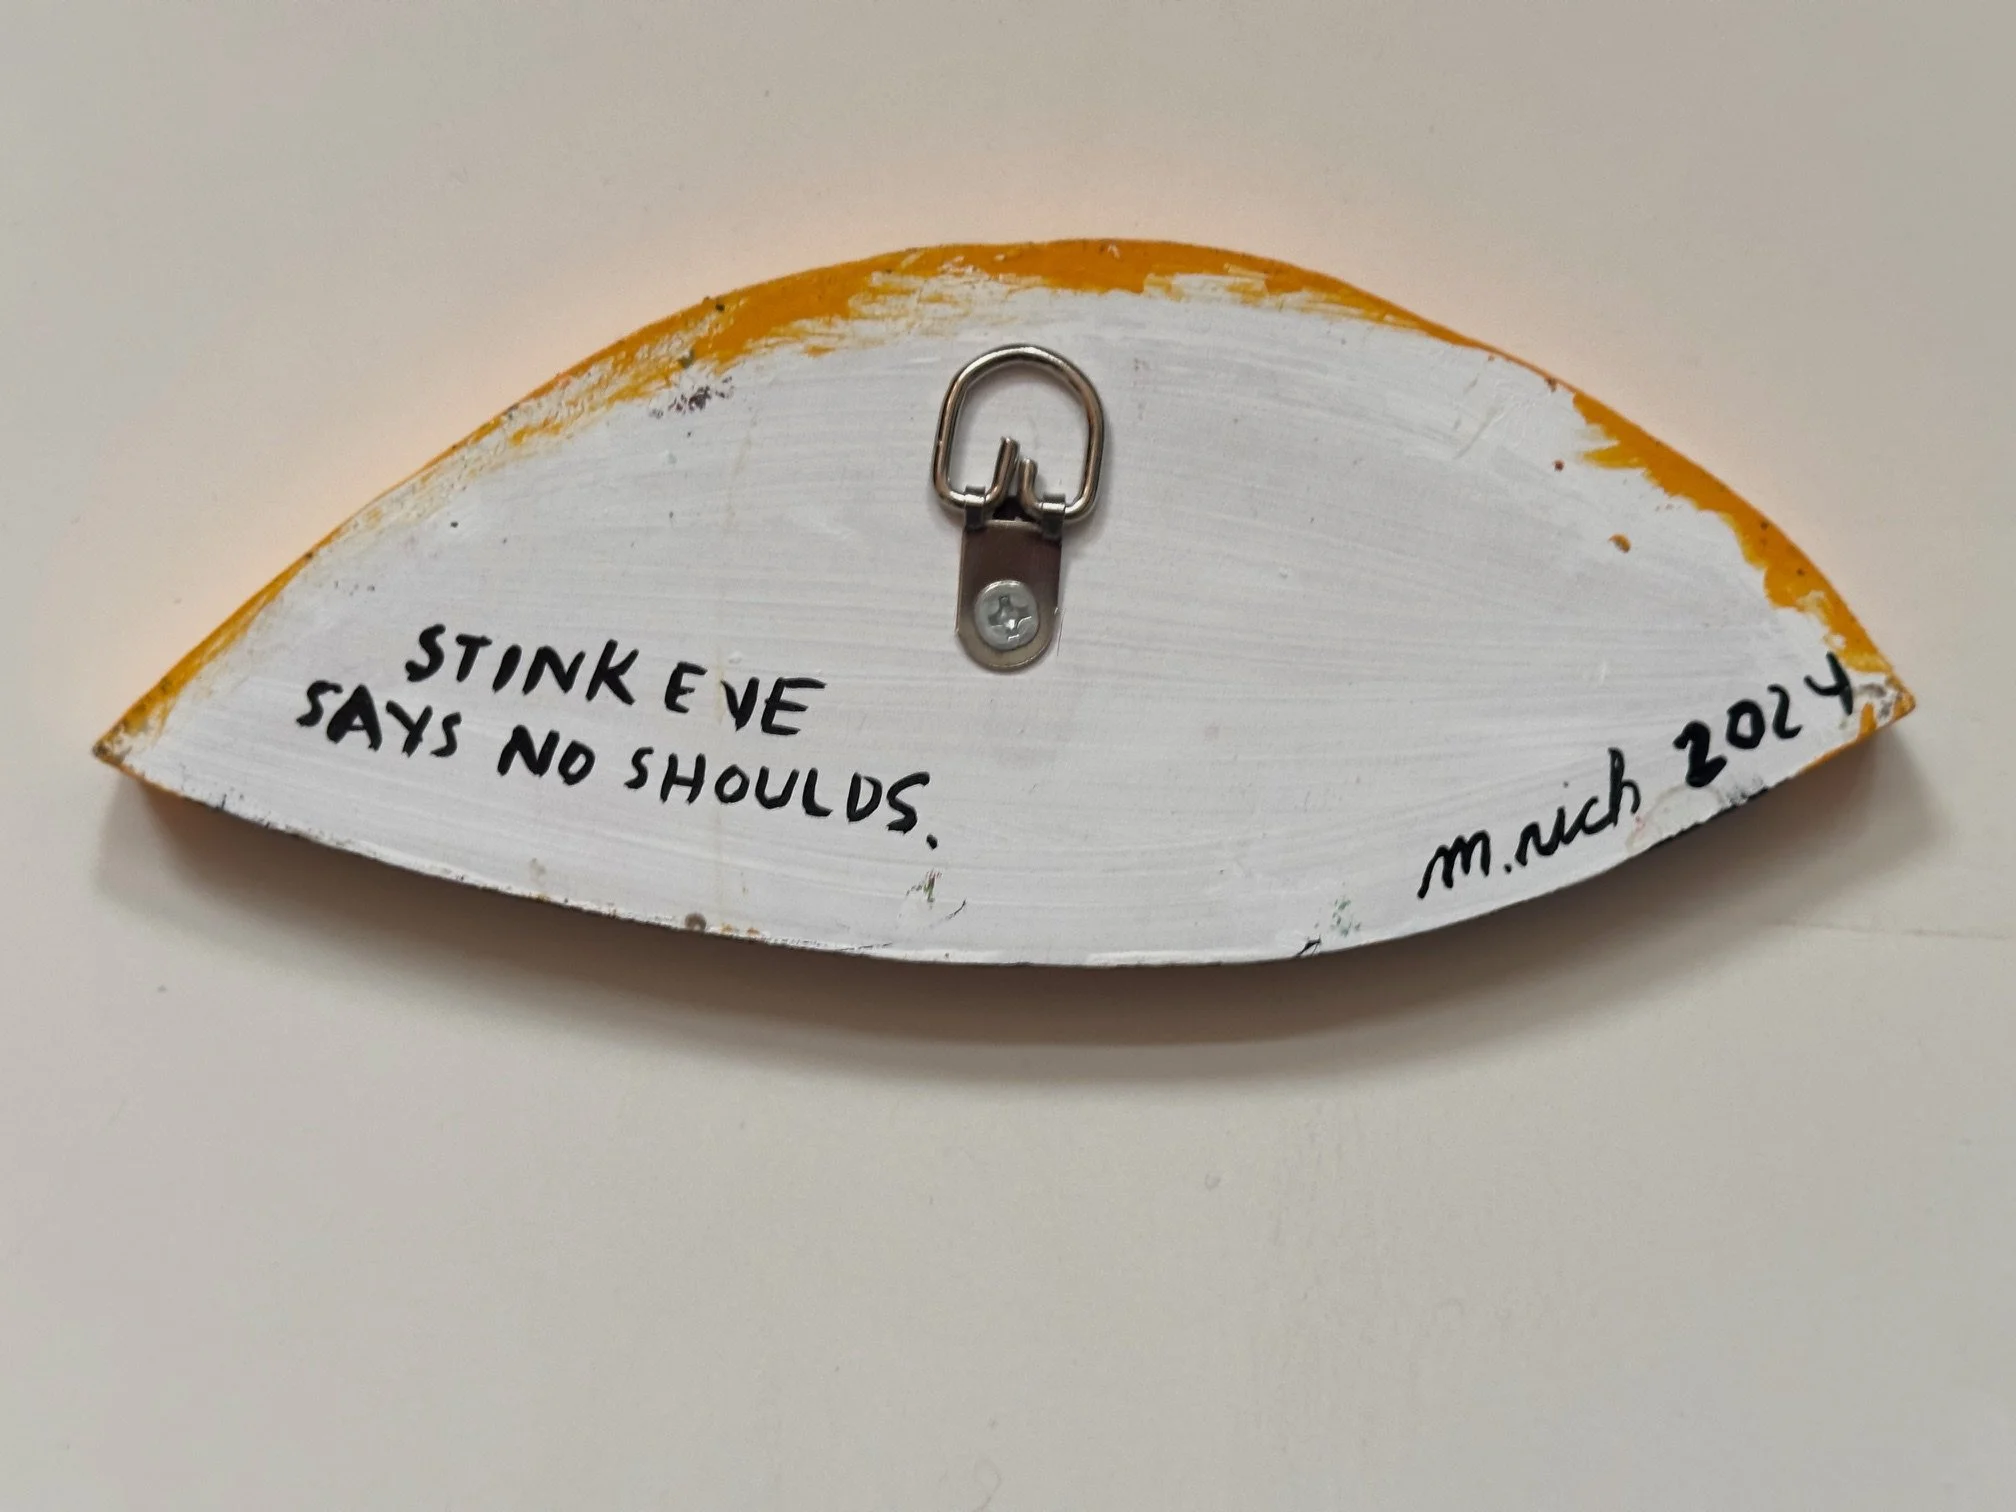 STINK EYE
SAYS NO SHOULDS.
M. Rich 2024